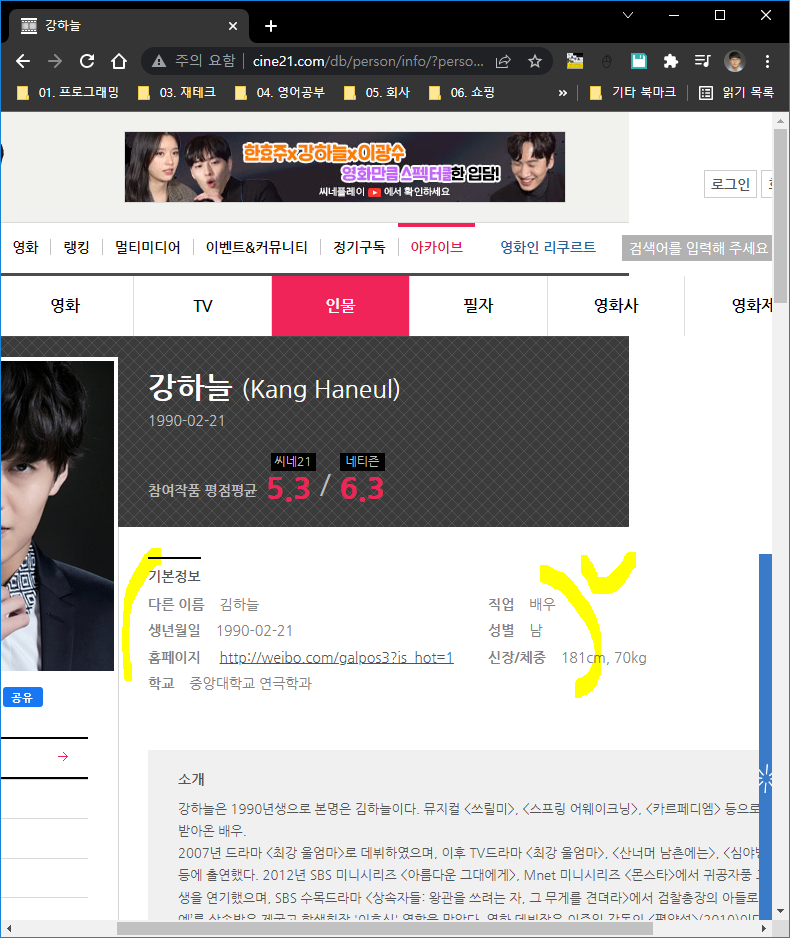 강하늘
주의 요함 cine21.com/db/person/info/?perso...
01. 프로그래밍 03. 재테크 04. 영어공부 05. 회사 06. 쇼핑 » 기타 북마크 읽기 목록
한효주x강하늘x이광수
영화만큼 스펙터클한 입담!
씨네플레이 에서 확인하세요
로그인
영화 랭킹 멀티미디어 이벤트&커뮤니티 정기구독 아카이브 영화인 리쿠르트 검색어를 입력해 주세요
영화 TV 인물 필자 영화사 영화제
강하늘 (Kang Haneul)
1990-02-21
씨네21 네티즌
참여작품 평점평균 5.3 / 6.3
기본정보
다른 이름 김하늘 직업 배우
생년월일 1990-02-21 성별 남
홈페이지 http://weibo.com/galpos3?is_hot=1 신장/체중 181cm, 70kg
학교 중앙대학교 연극학과
공유
소개
강하늘은 1990년생으로 본명은 김하늘이다. 뮤지컬 <쓰릴미>, <스프링 어웨이크닝>, <카르페디엠> 등으로
받아온 배우.
2007년 드라마 <최강 울엄마>로 데뷔하였으며, 이후 TV드라마 <최강 울엄마>, <산너머 남촌에는>,
등에 출연했다. 2012년 SBS 미니시리즈 <아름다운 그대에게>, Mnet 미니시리즈 <몬스타>에서 귀공자풍
생을 연기했으며, SBS 수목드라마 <상속자들: 왕관을 쓰려는 자, 그 무게를 견뎌라>에서 검찰총장의 아들로